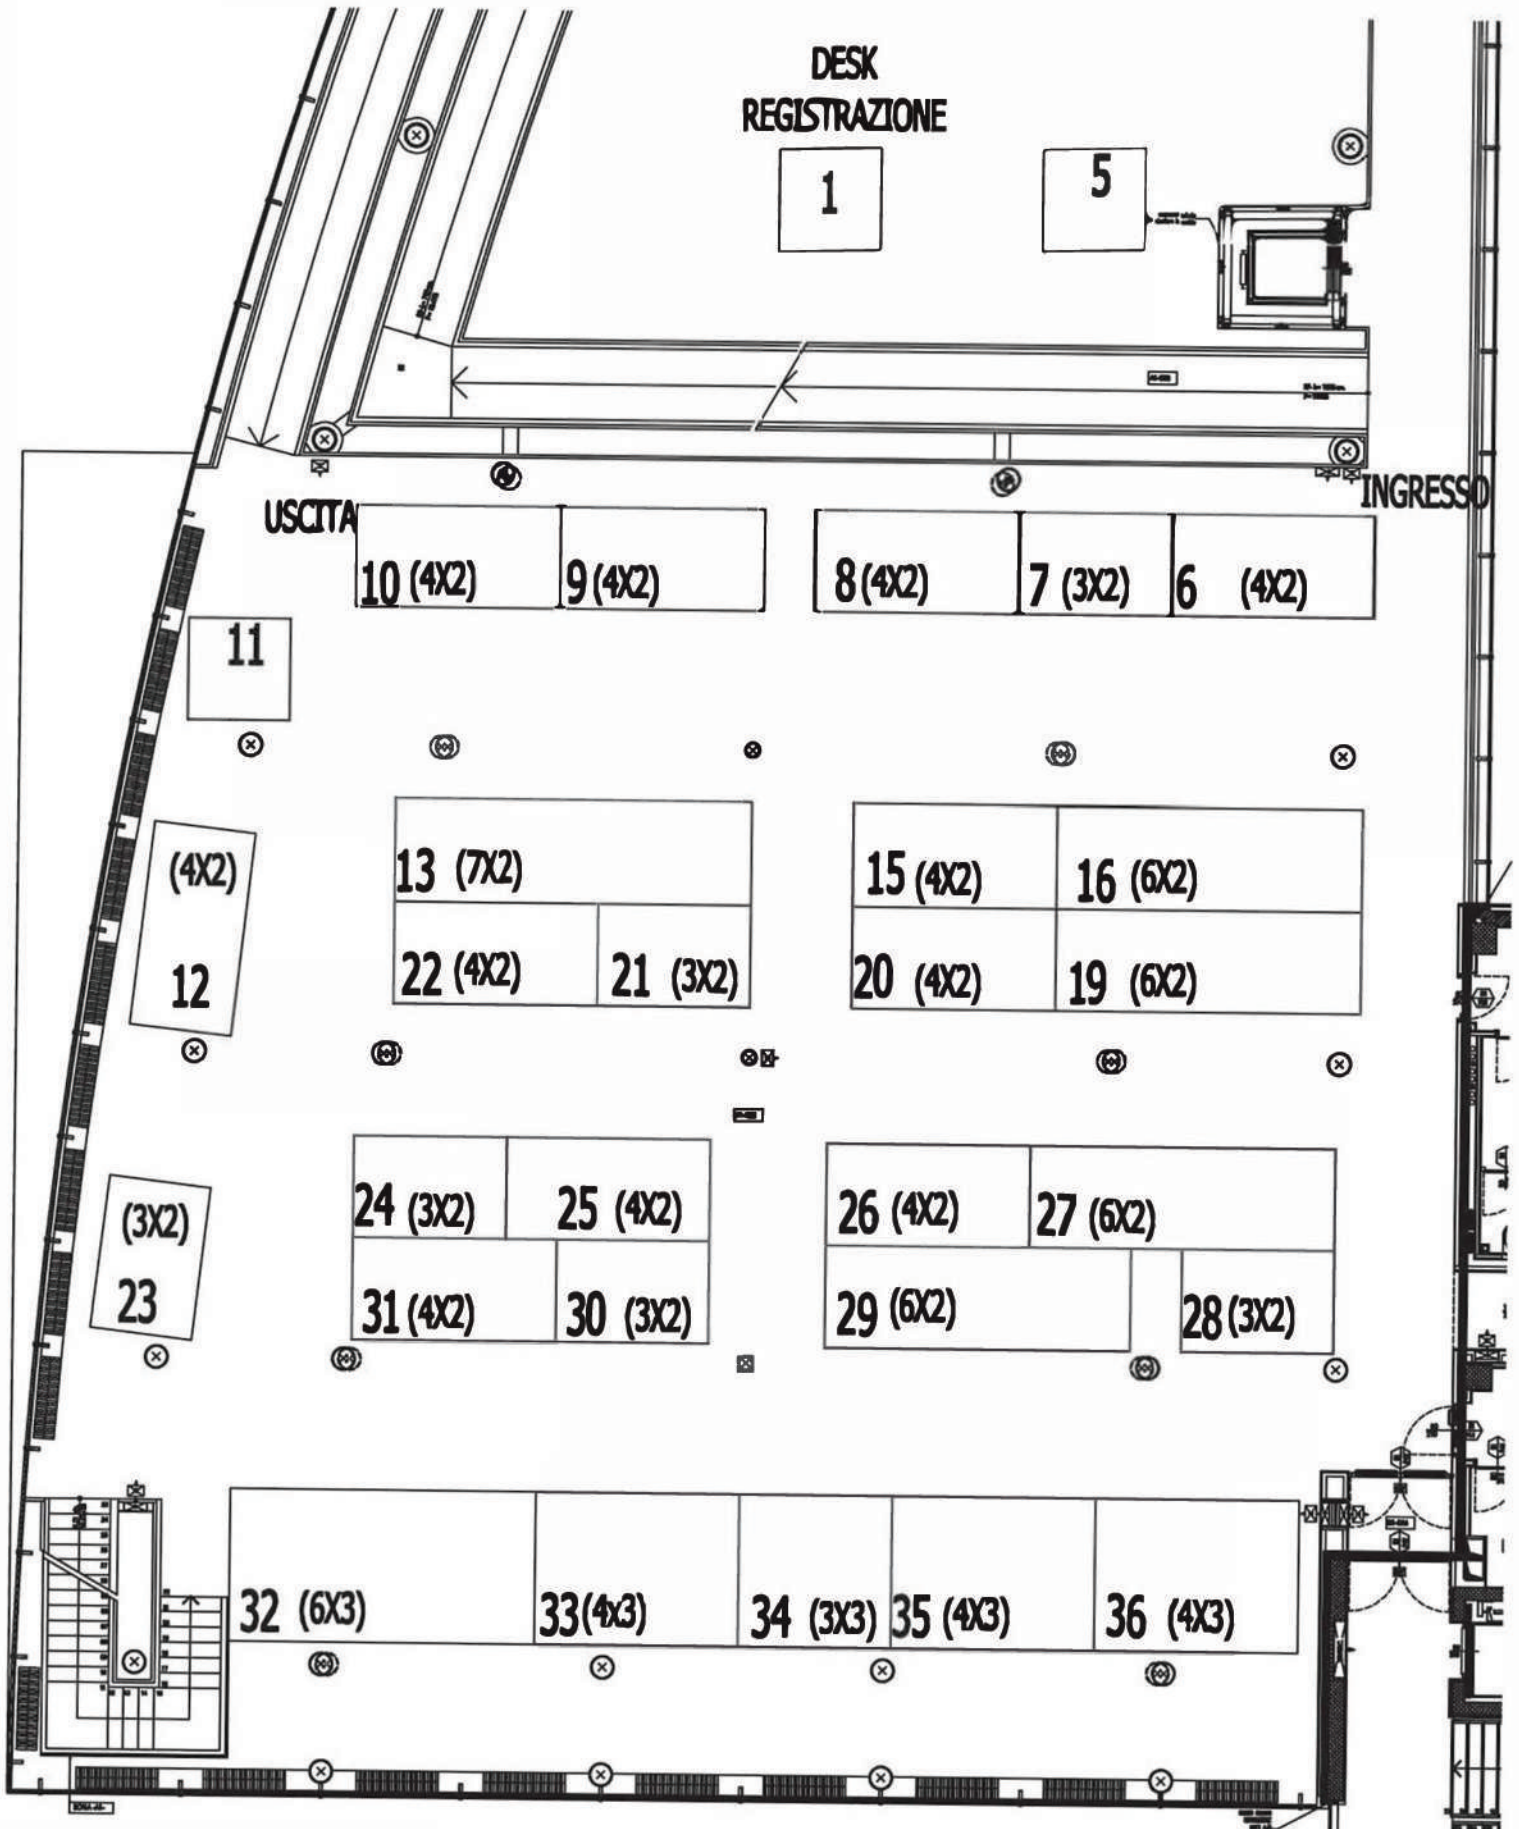 DESK
REGISTRAZIONE
1
5
USCITA
INGRESSO
10 (4X2)
9 (4X2)
8 (4X2)
7 (3X2)
6 (4X2)
11
(4X2)
12
13 (7X2)
15 (4X2)
16 (6X2)
22 (4X2)
21 (3X2)
20 (4X2)
19 (6X2)
(3X2)
23
24 (3X2)
25 (4X2)
26 (4X2)
27 (6X2)
31 (4X2)
30 (3X2)
29 (6X2)
28 (3X2)
32 (6X3)
33 (4x3)
34 (3X3)
35 (4X3)
36 (4X3)